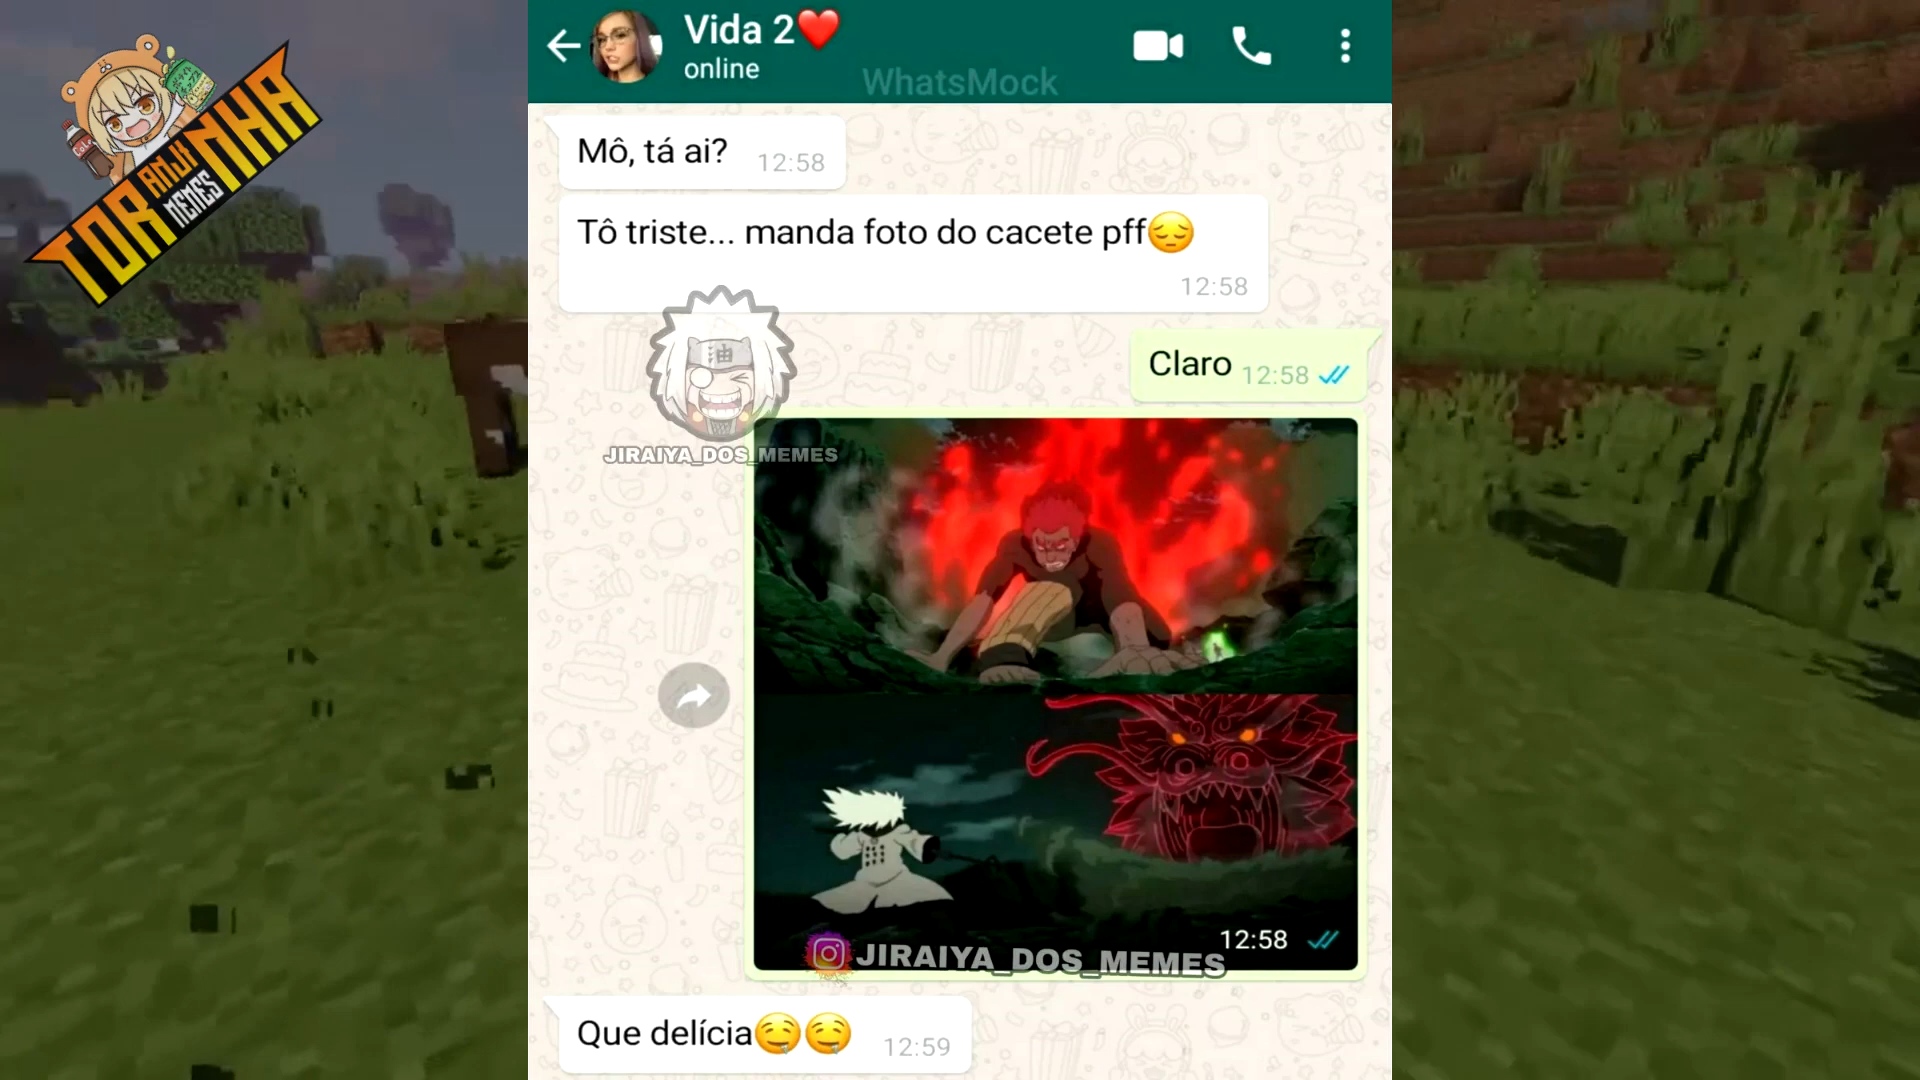 Vida 2❤️
online
WhatsMock
TORANJINHA
MEMES
Mô, tá ai? 12:58
Tô triste... manda foto do cacete pff😔
12:58
Claro 12:58
油
JIRAIYA_DOS_MEMES
12:58
JIRAIYA_DOS_MEMES
Que delícia🤤🤤 12:59